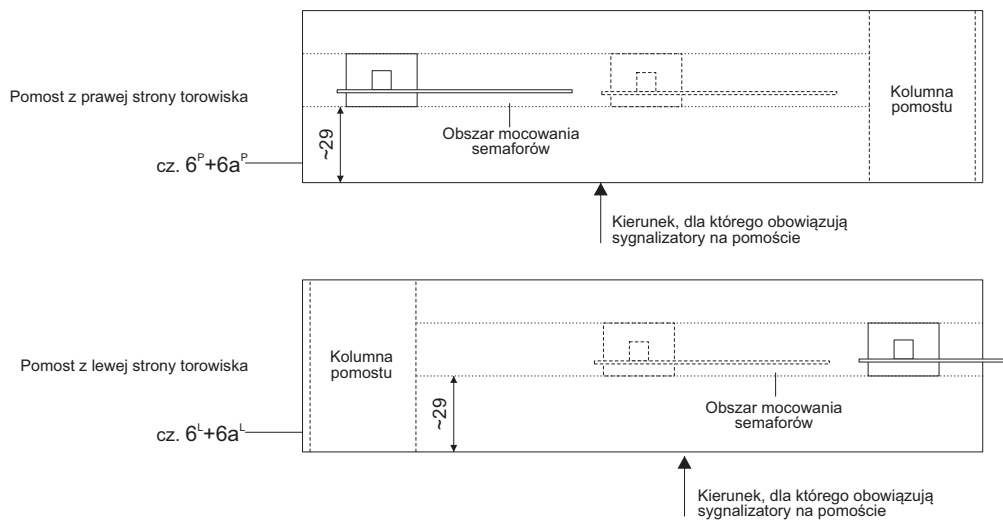 Pomost z prawej strony torowiska
Kolumna
pomostu
Obszar mocowania
semaforów
~29
cz. 6ᴾ+6aᴾ
Kierunek, dla którego obowiązują
sygnalizatory na pomoście
Pomost z lewej strony torowiska
Kolumna
pomostu
~29
Obszar mocowania
semaforów
cz. 6ᴸ+6aᴸ
Kierunek, dla którego obowiązują
sygnalizatory na pomoście